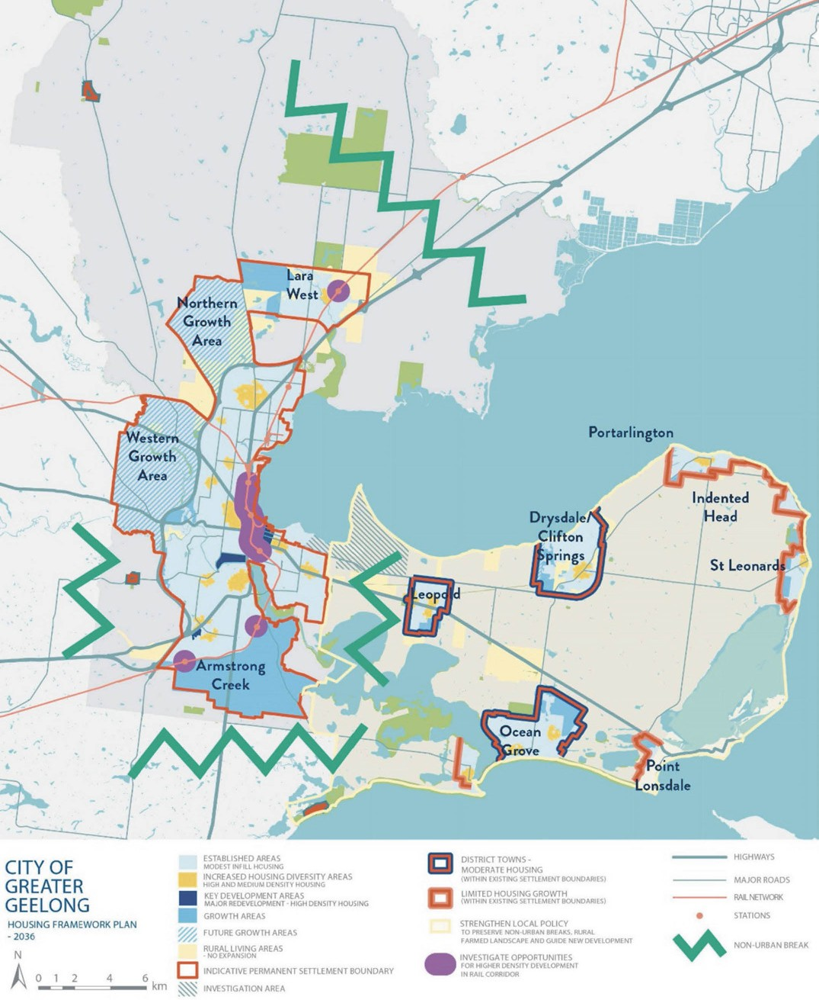 Lara
West
Northern
Growth
Area
Western
Growth
Area
Portarlington
Indented
Head
Drysdale/
Clifton
Springs
St Leonards
Leopold
Armstrong
Creek
Ocean
Grove
Point
Lonsdale
CITY OF
GREATER
GEELONG
HOUSING FRAMEWORK PLAN
- 2036
N
0 1 2 4 6 km
ESTABLISHED AREAS
MODEST INFILL HOUSING
INCREASED HOUSING DIVERSITY AREAS
HIGH AND MEDIUM DENSITY HOUSING
KEY DEVELOPMENT AREAS
MAJOR REDEVELOPMENT - HIGH DENSITY HOUSING
GROWTH AREAS
FUTURE GROWTH AREAS
RURAL LIVING AREAS
- NO EXPANSION
INDICATIVE PERMANENT SETTLEMENT BOUNDARY
INVESTIGATION AREA
DISTRICT TOWNS -
MODERATE HOUSING
(WITHIN EXISTING SETTLEMENT BOUNDARIES)
LIMITED HOUSING GROWTH
(WITHIN EXISTING SETTLEMENT BOUNDARIES)
STRENGTHEN LOCAL POLICY
TO PRESERVE NON-URBAN BREAKS, RURAL
FARMED LANDSCAPE AND GUIDE NEW DEVELOPMENT
INVESTIGATE OPPORTUNITIES
FOR HIGHER DENSITY DEVELOPMENT
IN RAIL CORRIDOR
HIGHWAYS
MAJOR ROADS
RAIL NETWORK
STATIONS
NON-URBAN BREAK